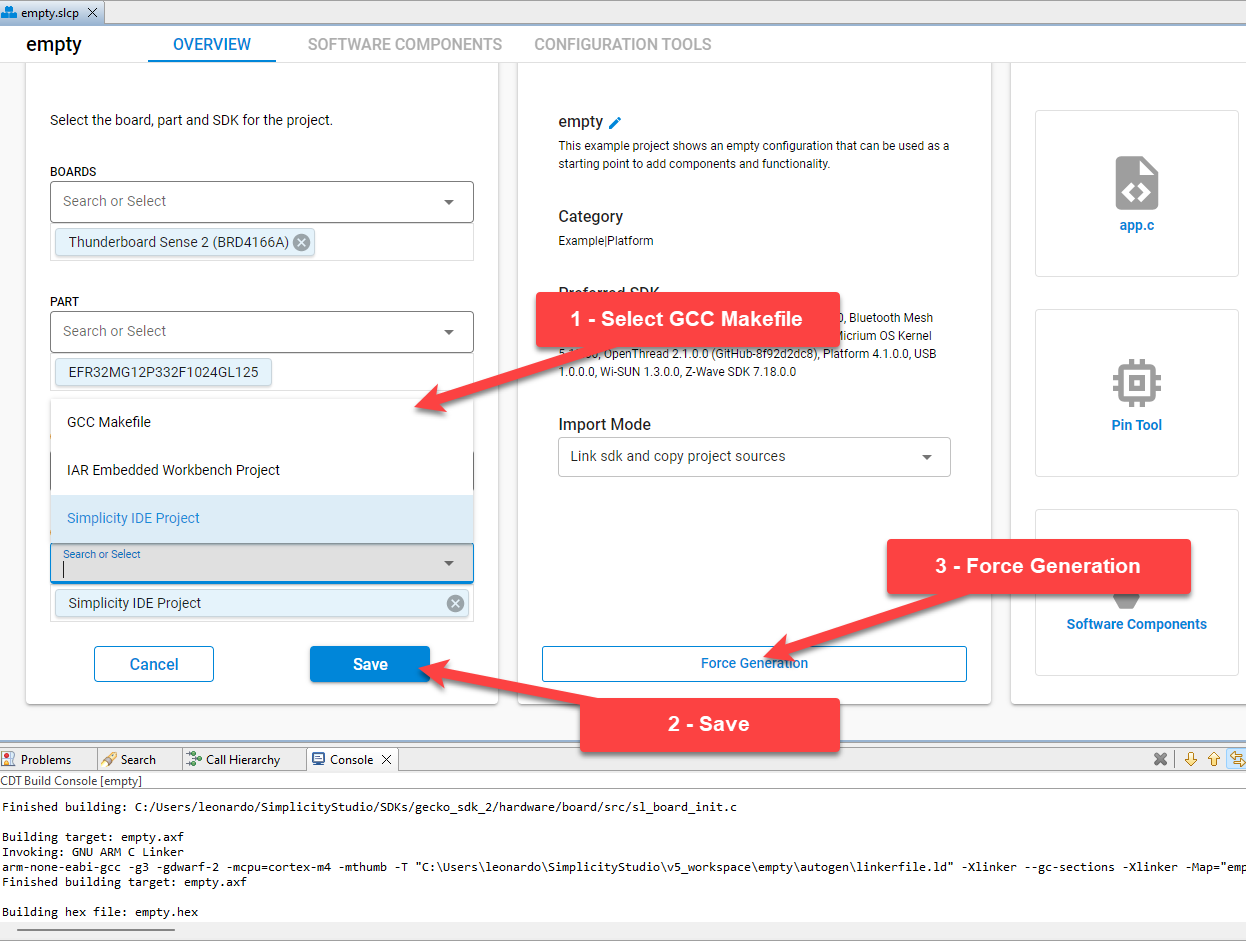 empty.slcp
empty
OVERVIEW
SOFTWARE COMPONENTS
CONFIGURATION TOOLS
Select the board, part and SDK for the project.
BOARDS
Search or Select
Thunderboard Sense 2 (BRD4166A)
PART
Search or Select
EFR32MG12P332F1024GL125
GCC Makefile
IAR Embedded Workbench Project
Simplicity IDE Project
Search or Select
Simplicity IDE Project
Cancel
Save
empty
This example project shows an empty configuration that can be used as a
starting point to add components and functionality.
Category
Example|Platform
Preferred SDK
1 - Select GCC Makefile
, Bluetooth Mesh
Micrium OS Kernel
OpenThread 2.1.0.0 (GitHub-8f92d2dc8), Platform 4.1.0.0, USB
1.0.0.0, Wi-SUN 1.3.0.0, Z-Wave SDK 7.18.0.0
Import Mode
Link sdk and copy project sources
Force Generation
2 - Save
3 - Force Generation
app.c
Pin Tool
Software Components
Problems
Search
Call Hierarchy
Console
CDT Build Console [empty]
Finished building: C:/Users/leonardo/SimplicityStudio/SDKs/gecko_sdk_2/hardware/board/src/sl_board_init.c
Building target: empty.axf
Invoking: GNU ARM C Linker
arm-none-eabi-gcc -g3 -gdwarf-2 -mcpu=cortex-m4 -mthumb -T "C:\Users\leonardo\SimplicityStudio\v5_workspace\empty\autogen\linkerfile.ld" -Xlinker --gc-sections -Xlinker -Map="emp
Finished building target: empty.axf
Building hex file: empty.hex